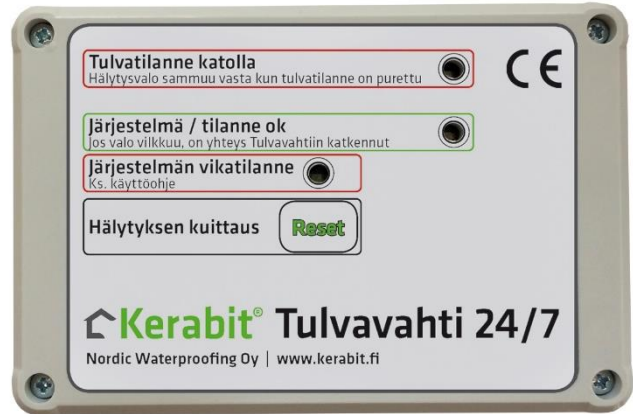 Tulvatilanne katolla
Hälytysvalo sammuu vasta kun tulvatilanne on purettu
CE
Järjestelmä / tilanne ok
Jos valo vilkkuu, on yhteys Tulvavahtiin katkennut
Järjestelmän vikatilanne
Ks. käyttöohje
Hälytyksen kuittaus Reset
Kerabit® Tulvavahti 24/7
Nordic Waterproofing Oy | www.kerabit.fi